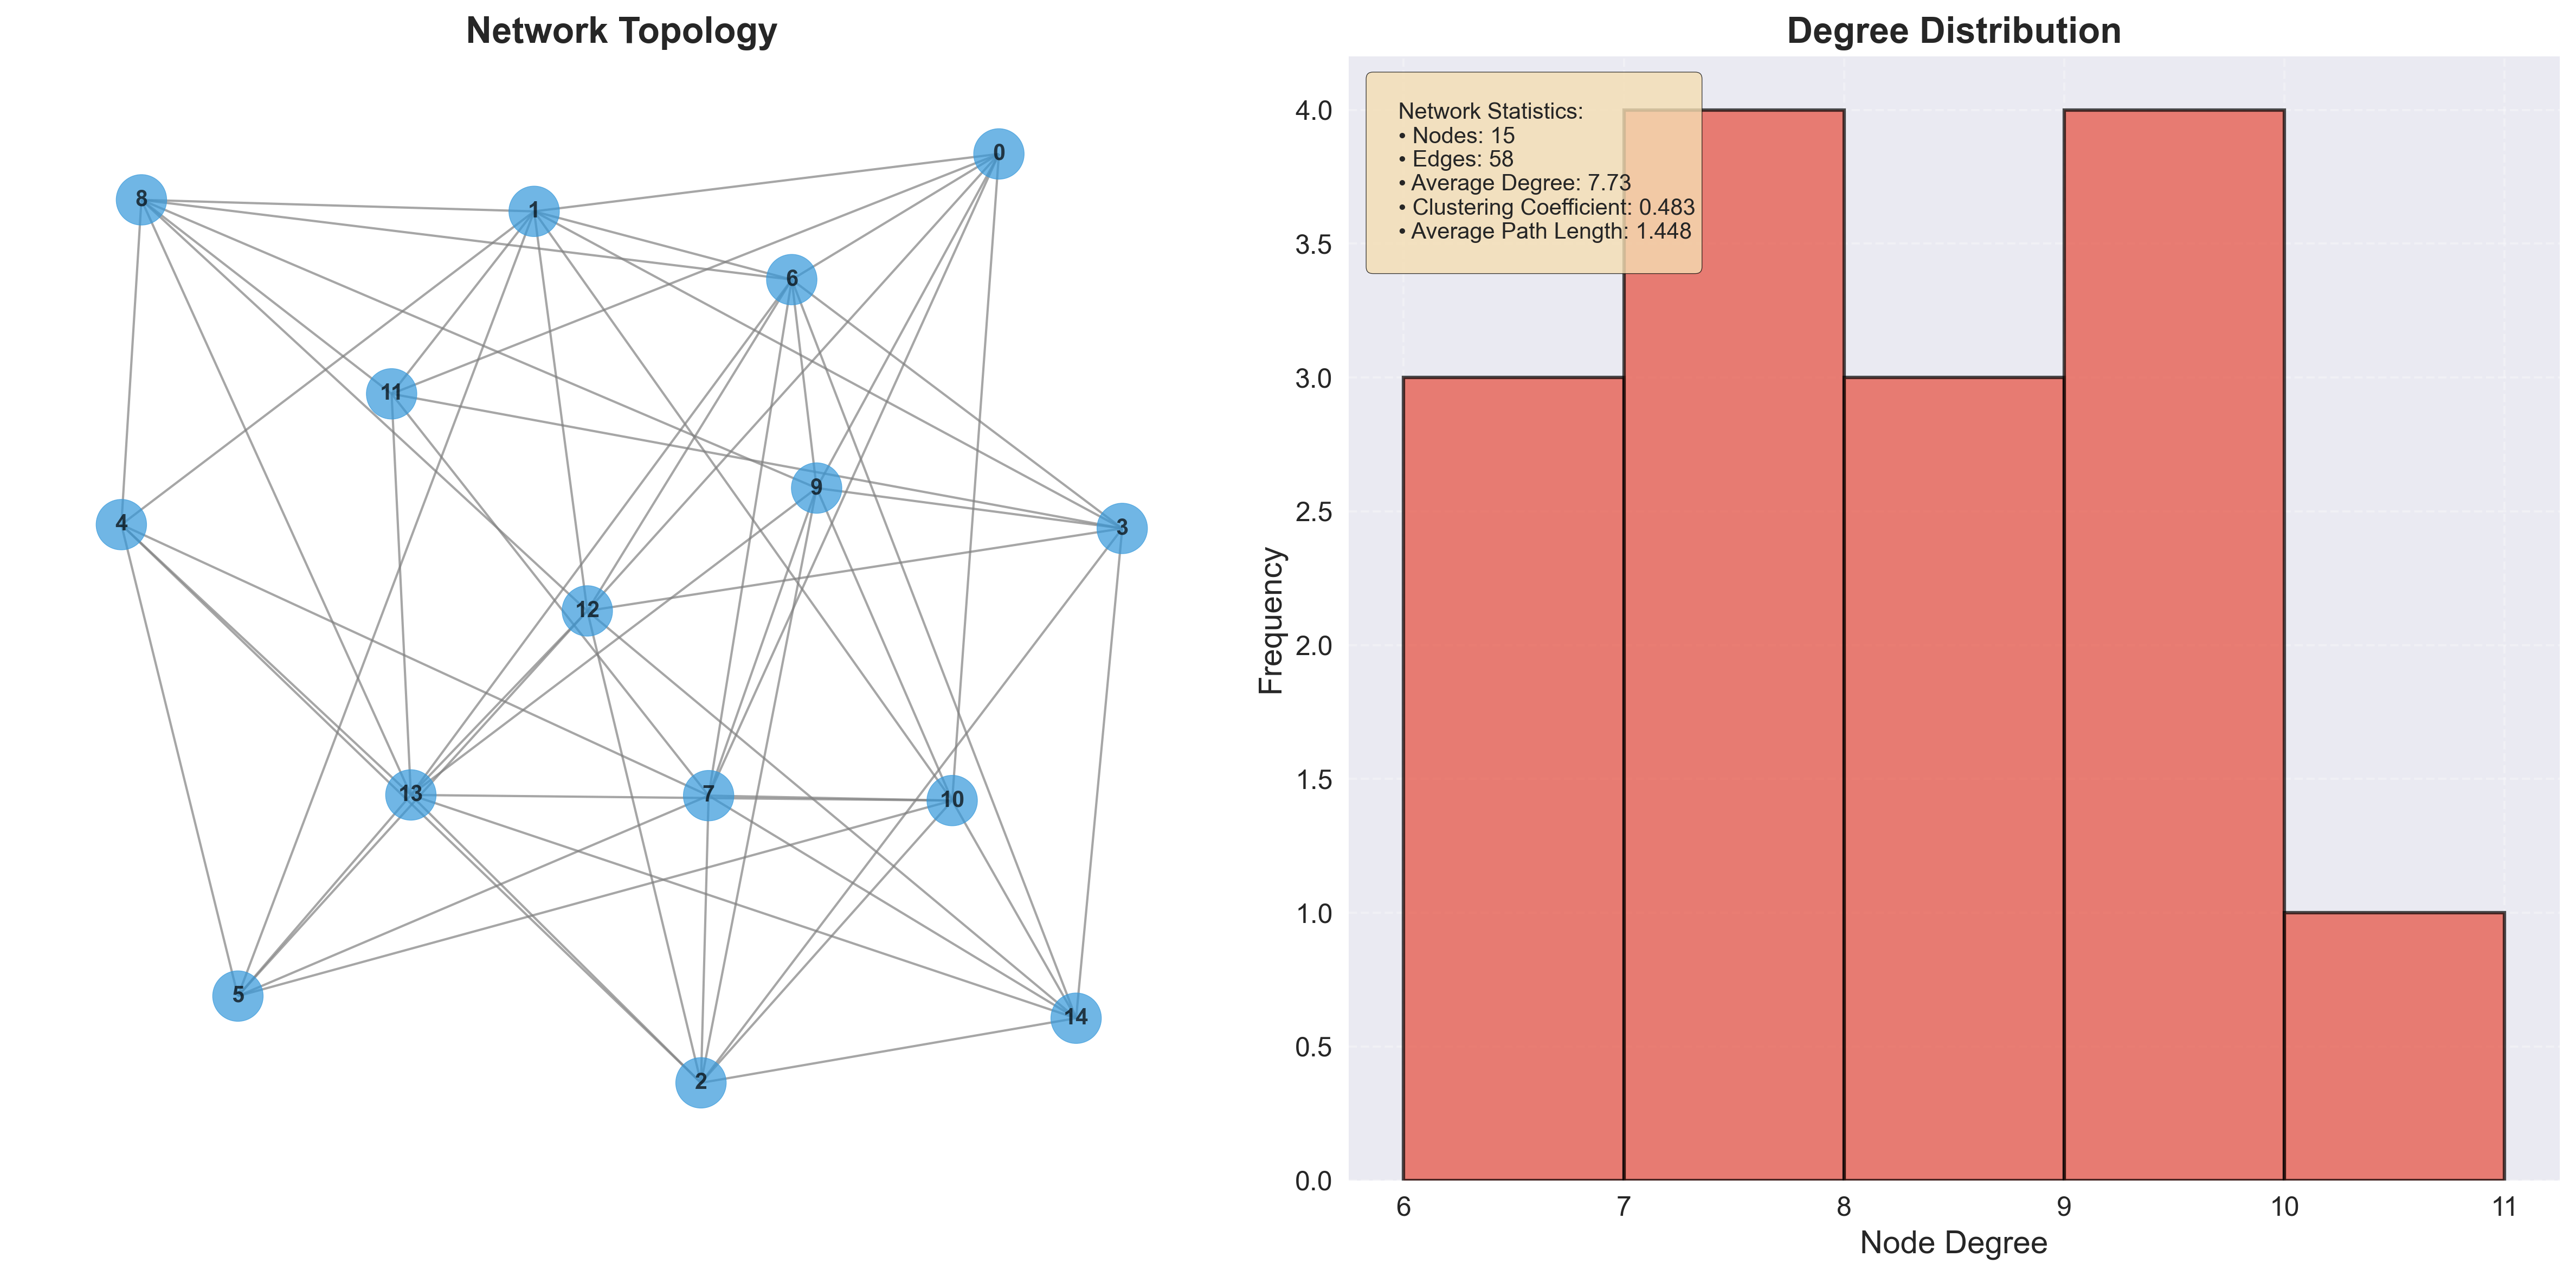 Network Topology
0
8
1
6
11
9
4
3
12
13
7
10
5
14
2
Degree Distribution
Network Statistics:
• Nodes: 15
• Edges: 58
• Average Degree: 7.73
• Clustering Coefficient: 0.483
• Average Path Length: 1.448
Frequency
4.0
3.5
3.0
2.5
2.0
1.5
1.0
0.5
0.0
6 7 8 9 10 11
Node Degree